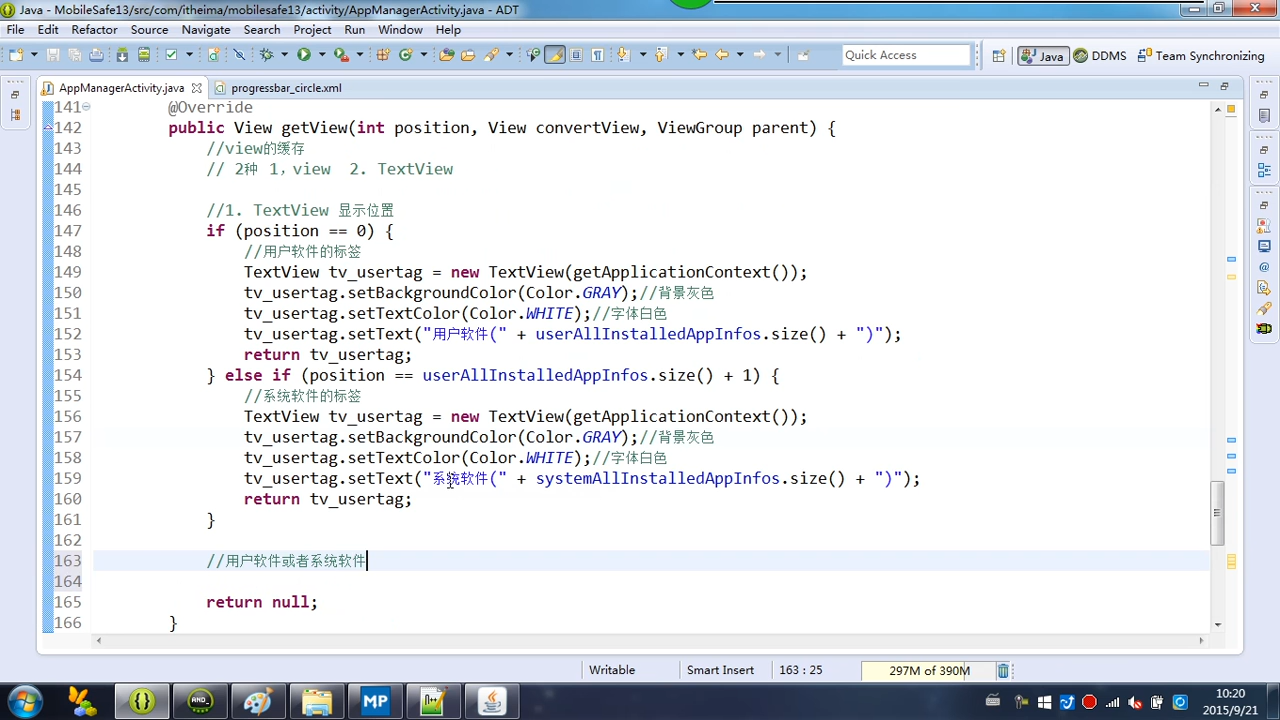 Java - MobileSafe13/src/com/itheima/mobilesafe13/activity/AppManagerActivity.java - ADT
File Edit Refactoring Source Navigate Search Project Run Window Help
Quick Access
Java
DDMS
Team Synchronizing
AppManagerActivity.java
progressbar_circle.xml
141 @Override
142 public View getView(int position, View convertView, ViewGroup parent) {
143 //view的缓存
144 // 2种 1，view 2. TextView
145
146 //1. TextView 显示位置
147 if (position == 0) {
148 //用户软件的标签
149 TextView tv_usertag = new TextView(getApplicationContext());
150 tv_usertag.setBackgroundColor(Color.GRAY);//背景灰色
151 tv_usertag.setTextColor(Color.WHITE);//字体白色
152 tv_usertag.setText("用户软件(" + userAllInstalledAppInfos.size() + ")");
153 return tv_usertag;
154 } else if (position == userAllInstalledAppInfos.size() + 1) {
155 //系统软件的标签
156 TextView tv_usertag = new TextView(getApplicationContext());
157 tv_usertag.setBackgroundColor(Color.GRAY);//背景灰色
158 tv_usertag.setTextColor(Color.WHITE);//字体白色
159 tv_usertag.setText("系统软件(" + systemAllInstalledAppInfos.size() + ")");
160 return tv_usertag;
161 }
162
163 //用户软件或者系统软件
164
165 return null;
166 }
Writable
Smart Insert
163 : 25
297M of 390M
MP
10:20
2015/9/21